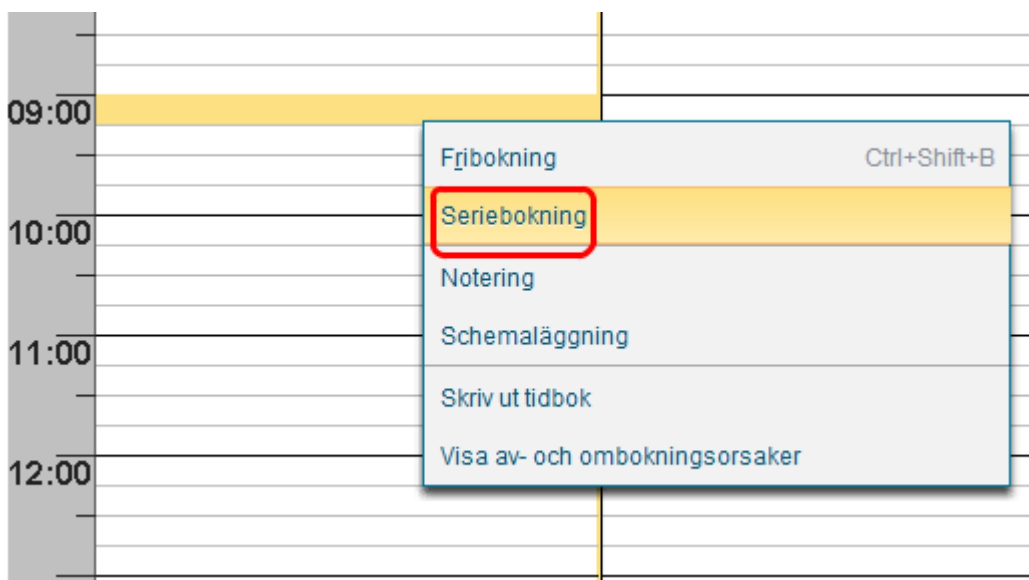 09:00
Fribokning Ctrl+Shift+B
Seriebokning
10:00
Notering
Schemaläggning
11:00
Skriv ut tidbok
Visa av- och ombokningsorsaker
12:00